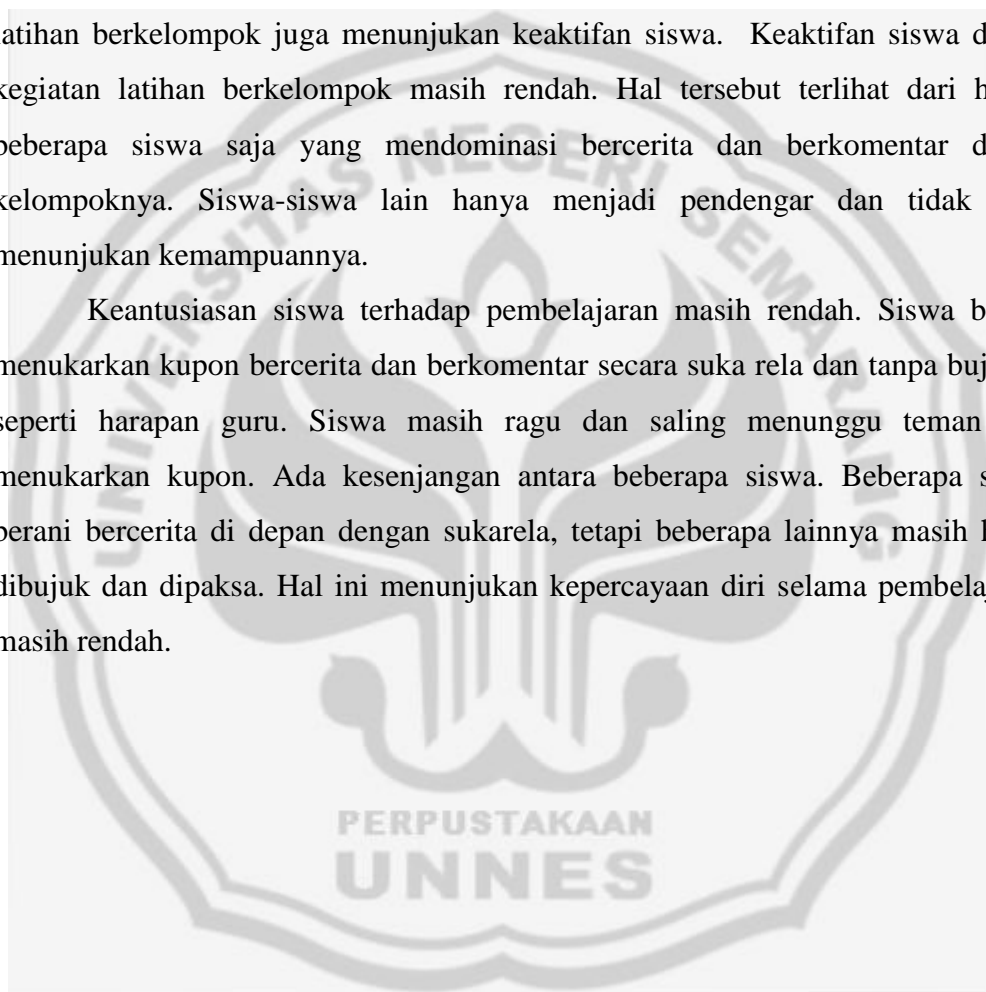 latihan berkelompok juga menunjukan keaktifan siswa. Keaktifan siswa
kegiatan latihan berkelompok masih rendah. Hal tersebut terlihat dari
beberapa siswa saja yang mendominasi bercerita dan berkomentar
kelompoknya. Siswa-siswa lain hanya menjadi pendengar dan tidak
menunjukan kemampuannya.
Keantusiasan siswa terhadap pembelajaran masih rendah. Siswa
menukarkan kupon bercerita dan berkomentar secara suka rela dan tanpa
seperti harapan guru. Siswa masih ragu dan saling menunggu teman
menukarkan kupon. Ada kesenjangan antara beberapa siswa. Beberapa
berani bercerita di depan dengan sukarela, tetapi beberapa lainnya masih
dibujuk dan dipaksa. Hal ini menunjukan kepercayaan diri selama
masih rendah.
UNIVERSITAS NEGERI SEMARANG
PERPUSTAKAAN
UNNES